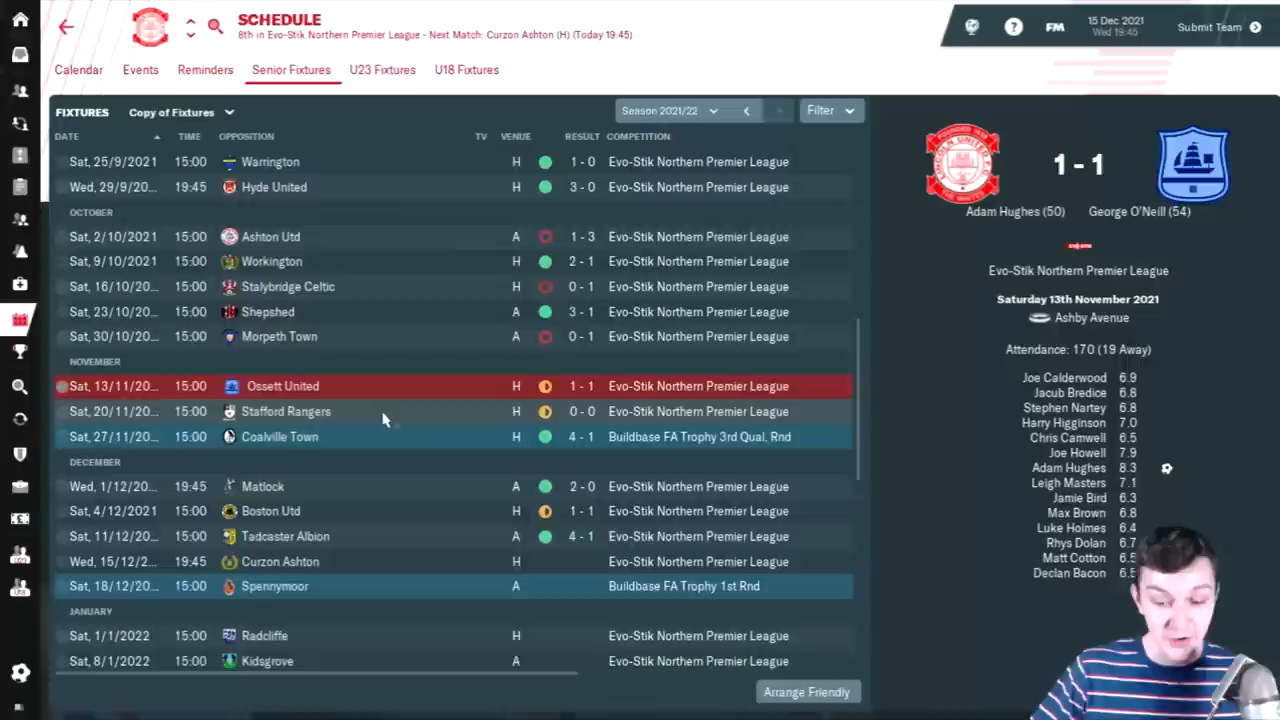 SCHEDULE
8th in Evo-Stik Northern Premier League - Next Match: Curzon Ashton (H) (Today 19:45)
? FM 15 Dec 2021
Wed 19:45
Submit Team
Calendar Events Reminders Senior Fixtures U23 Fixtures U18 Fixtures
FIXTURES Copy of Fixtures Season 2021/22 Filter
DATE TIME OPPOSITION TV VENUE RESULT COMPETITION
Sat, 25/9/2021 15:00 Warrington H 1 - 0 Evo-Stik Northern Premier League
Wed, 29/9/20... 19:45 Hyde United H 3 - 0 Evo-Stik Northern Premier League
OCTOBER
Sat, 2/10/2021 15:00 Ashton Utd A 1 - 3 Evo-Stik Northern Premier League
Sat, 9/10/2021 15:00 Workington H 2 - 1 Evo-Stik Northern Premier League
Sat, 16/10/20... 15:00 Stalybridge Celtic H 0 - 1 Evo-Stik Northern Premier League
Sat, 23/10/20... 15:00 Shepshed A 3 - 1 Evo-Stik Northern Premier League
Sat, 30/10/20... 15:00 Morpeth Town A 0 - 1 Evo-Stik Northern Premier League
NOVEMBER
Sat, 13/11/20... 15:00 Ossett United H 1 - 1 Evo-Stik Northern Premier League
Sat, 20/11/20... 15:00 Stafford Rangers H 0 - 0 Evo-Stik Northern Premier League
Sat, 27/11/20... 15:00 Coalville Town H 4 - 1 Buildbase FA Trophy 3rd Qual. Rnd
DECEMBER
Wed, 1/12/20... 19:45 Matlock A 2 - 0 Evo-Stik Northern Premier League
Sat, 4/12/2021 15:00 Boston Utd H 1 - 1 Evo-Stik Northern Premier League
Sat, 11/12/20... 15:00 Tadcaster Albion A 4 - 1 Evo-Stik Northern Premier League
Wed, 15/12/2... 19:45 Curzon Ashton H Evo-Stik Northern Premier League
Sat, 18/12/20... 15:00 Spennymoor A Buildbase FA Trophy 1st Rnd
JANUARY
Sat, 1/1/2022 15:00 Radcliffe H Evo-Stik Northern Premier League
Sat, 8/1/2022 15:00 Kidsgrove A Evo-Stik Northern Premier League
Arrange Friendly
1 - 1
Adam Hughes (50) George O'Neill (54)
Evo-Stik Northern Premier League
Saturday 13th November 2021
Ashby Avenue
Attendance: 170 (19 Away)
Joe Calderwood 6.9
Jacub Bredice 6.8
Stephen Nartey 6.8
Harry Higginson 7.0
Chris Camwell 6.5
Joe Howell 7.9
Adam Hughes 8.3
Leigh Masters 7.1
Jamie Bird 6.3
Max Brown 6.8
Luke Holmes 6.4
Rhys Dolan 6.7
Matt Cotton 6.5
Declan Bacon